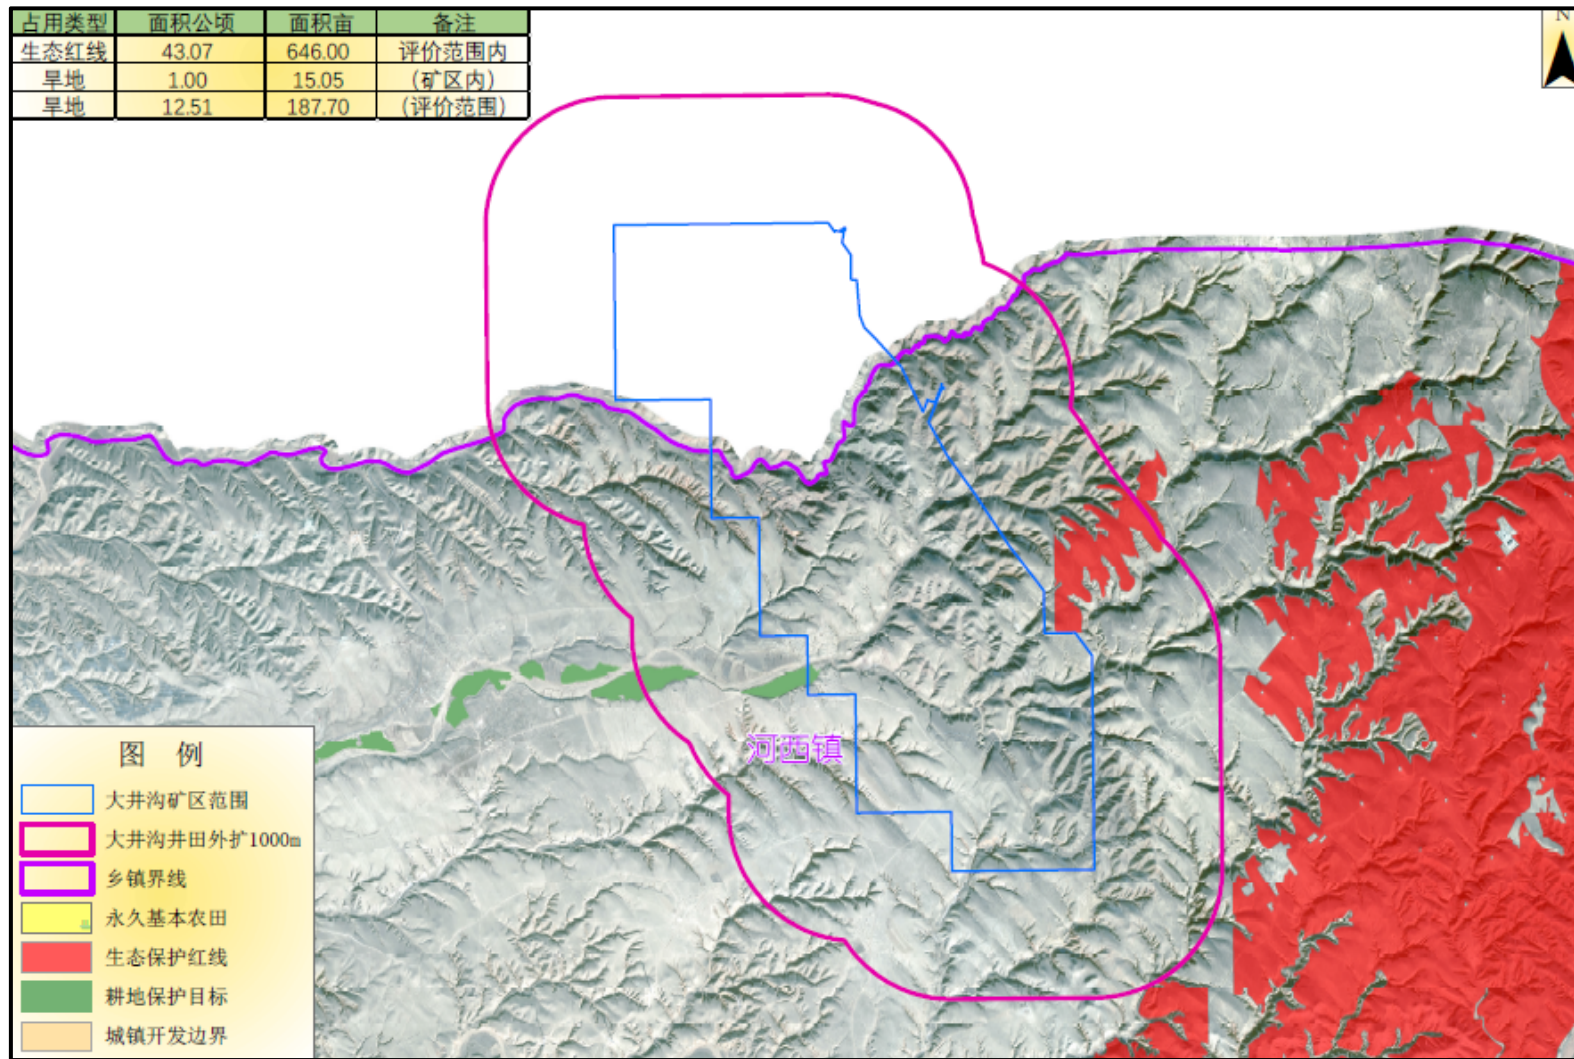 占用类型 面积公顷 面积亩 备注
生态红线 43.07 646.00 评价范围内
旱地 1.00 15.05 （矿区内）
旱地 12.51 187.70 （评价范围）
N
河西镇
图 例
大井沟矿区范围
大井沟井田外扩1000m
乡镇界线
永久基本农田
生态保护红线
耕地保护目标
城镇开发边界